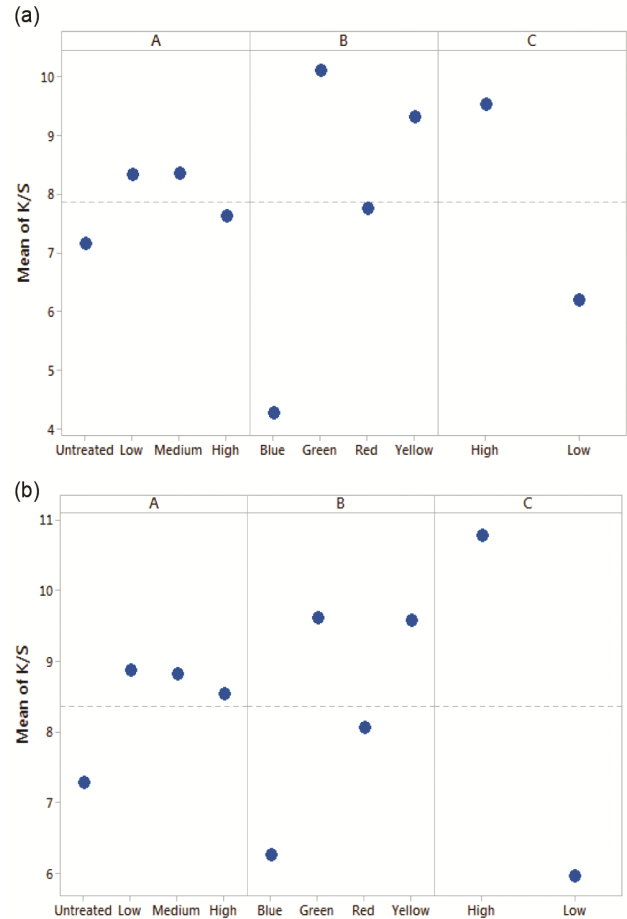 (a)
A B C
10
9
8
7
6
5
4
Mean of K/S
Untreated Low Medium High Blue Green Red Yellow High Low
(b)
A B C
11
10
9
8
7
6
Mean of K/S
Untreated Low Medium High Blue Green Red Yellow High Low